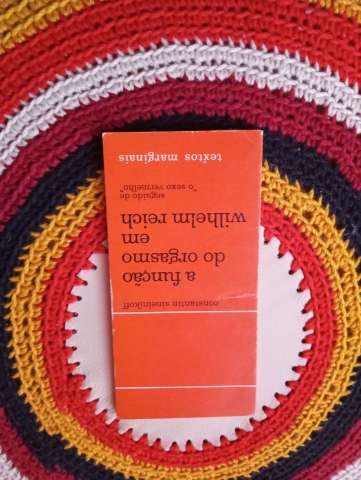 constantin sinelnikoff
a função
do orgasmo
em
wilhelm reich
seguido de
"o sexo vermelho"
textos marginais